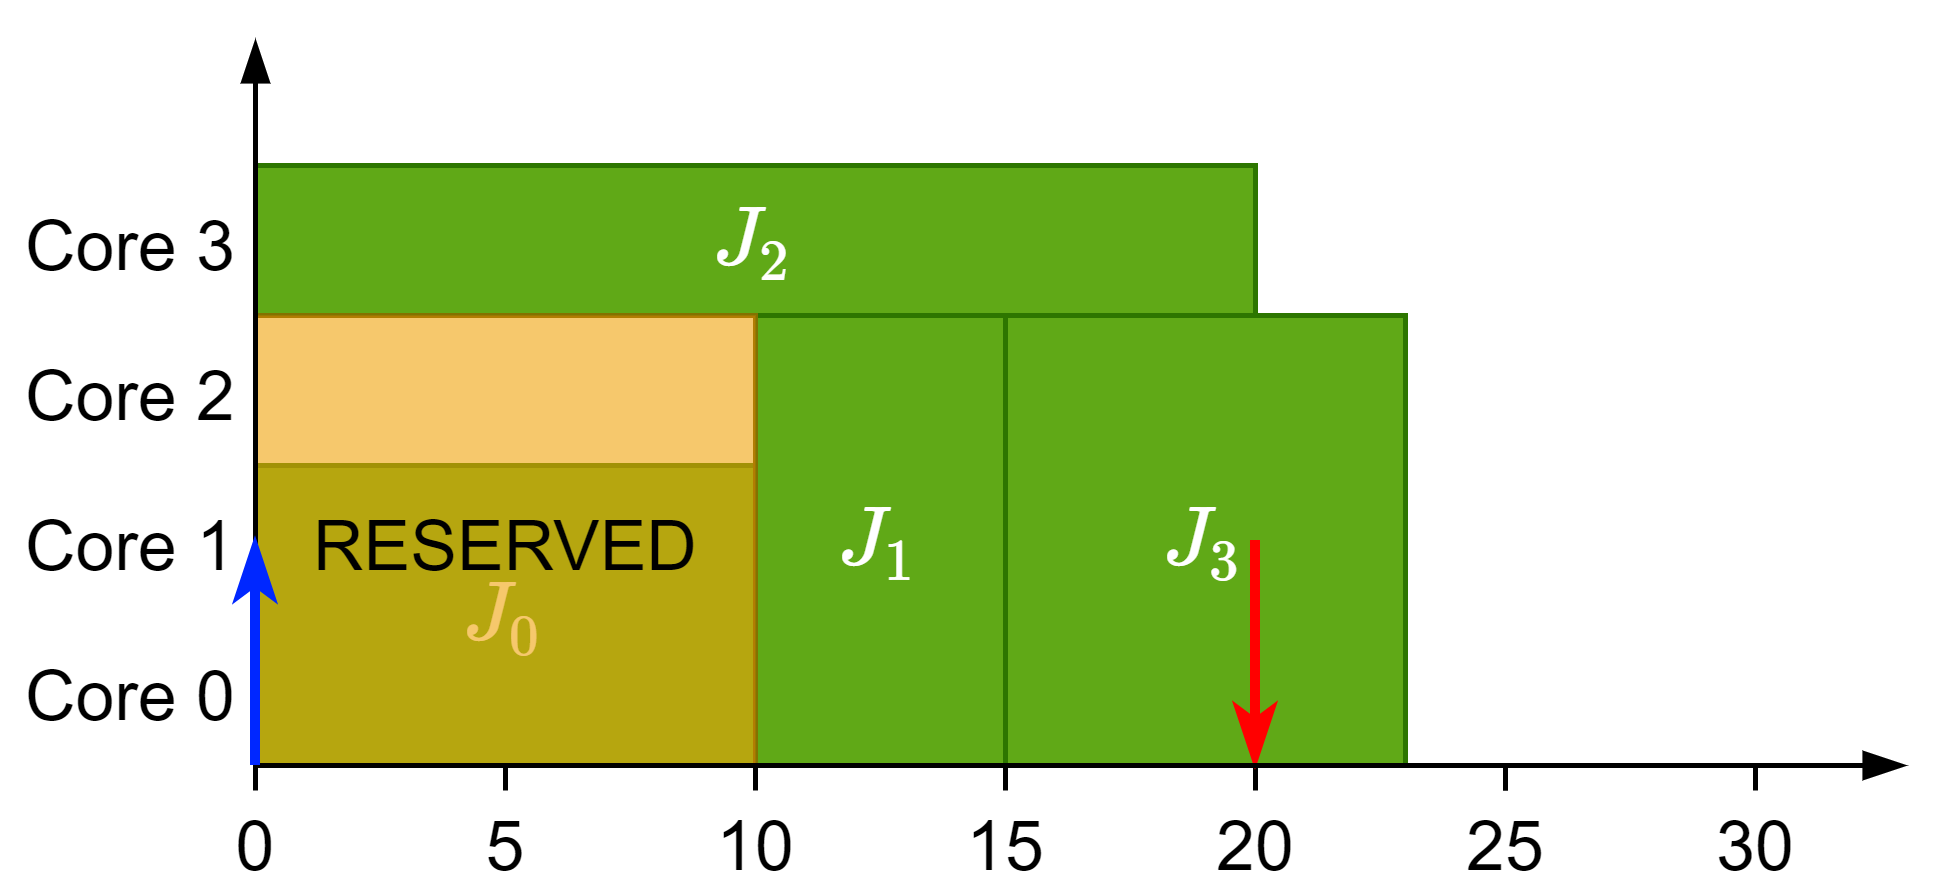 Core 3
J₂
Core 2
Core 1
RESERVED
J₁
J₃
J₀
Core 0
0 5 10 15 20 25 30